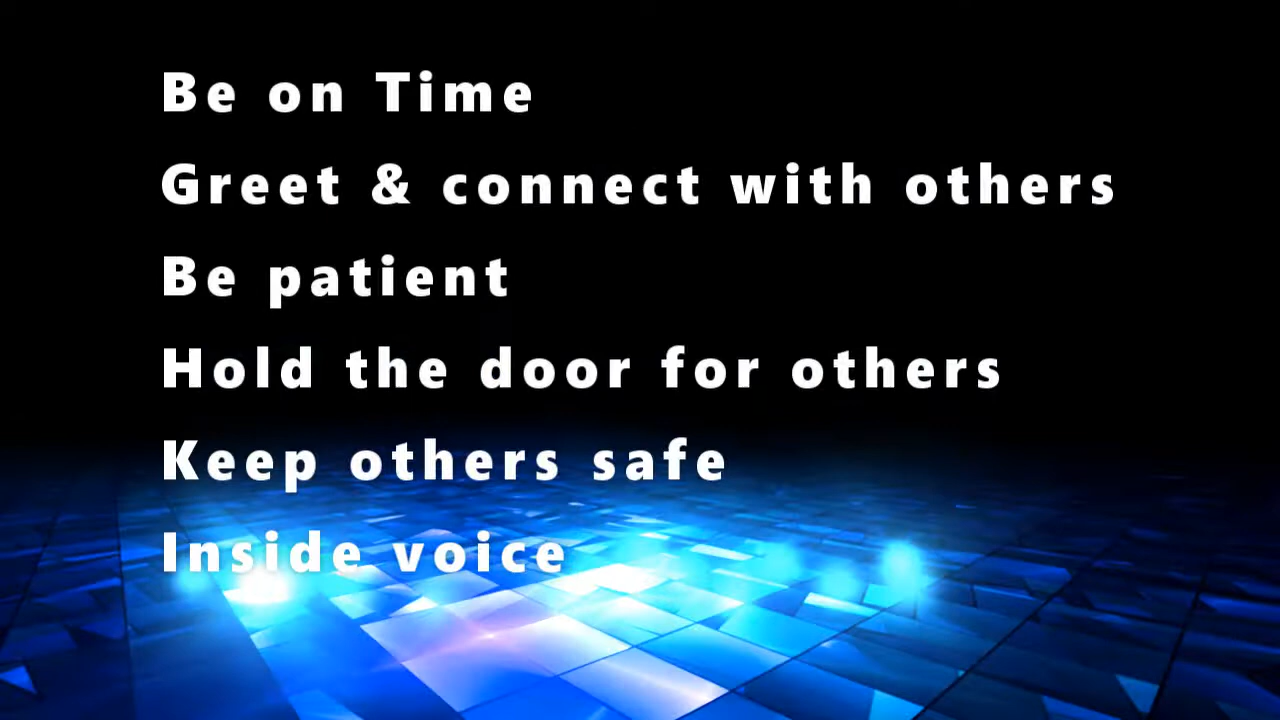 Be on Time
Greet & connect with others
Be patient
Hold the door for others
Keep others safe
Inside voice